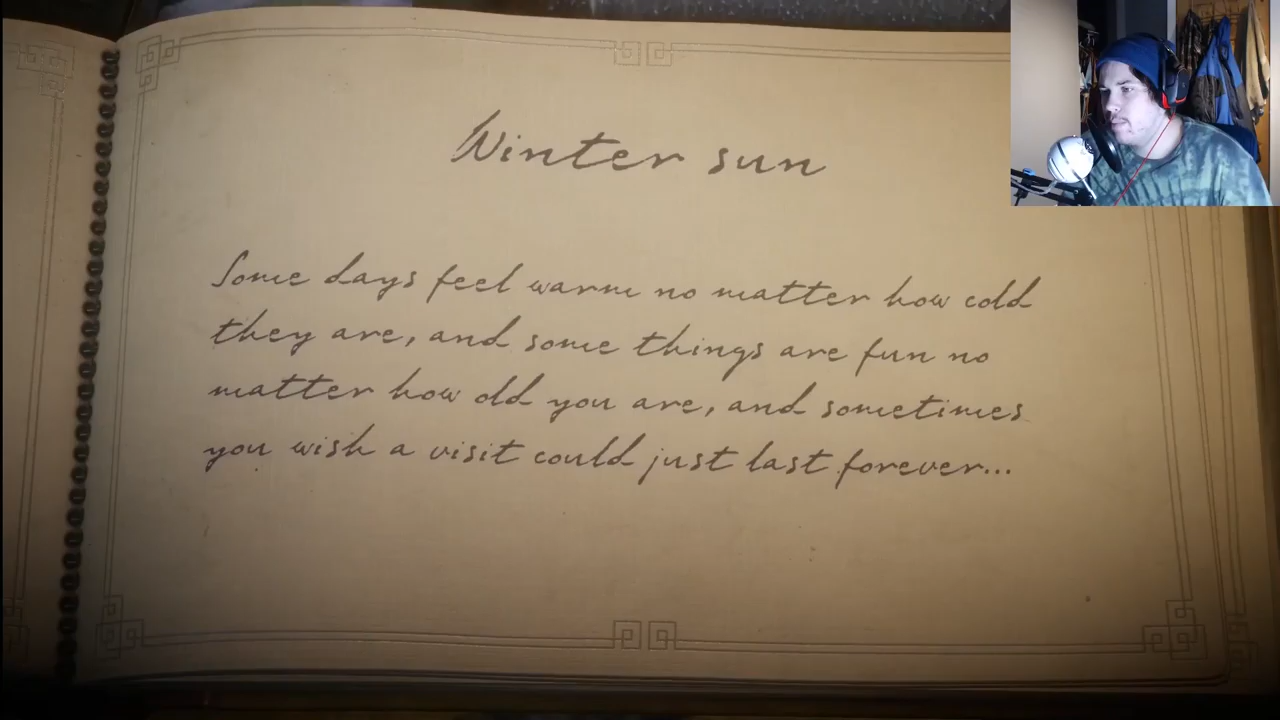 Winter sun
Some days feel warm no matter how cold
they are, and some things are fun no
matter how old you are, and sometimes
you wish a visit could just last forever...